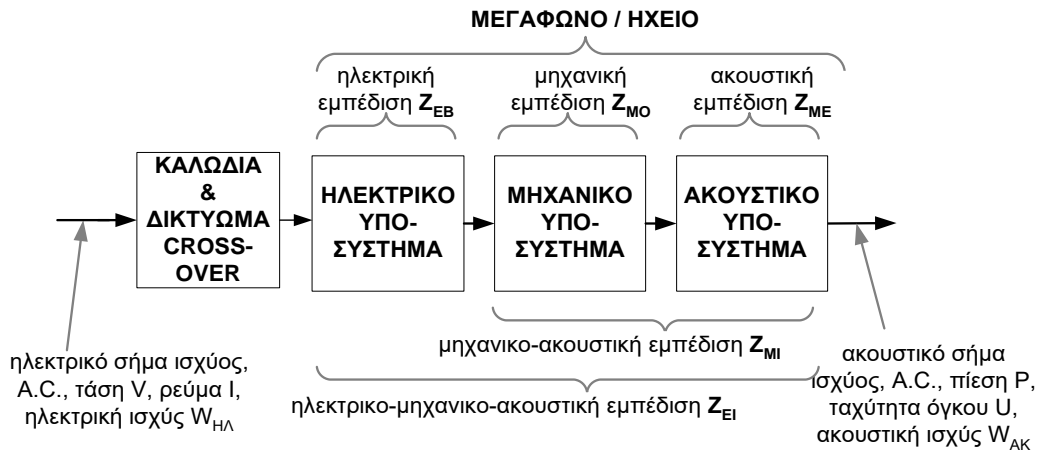 ΜΕΓΑΦΩΝΟ / ΗΧΕΙΟ
ηλεκτρική
εμπέδιση Z_EB
μηχανική
εμπέδιση Z_MO
ακουστική
εμπέδιση Z_ME
ΚΑΛΩΔΙΑ
&
ΔΙΚΤΥΩΜΑ
CROSS-
OVER
ΗΛΕΚΤΡΙΚΟ
ΥΠΟ-
ΣΥΣΤΗΜΑ
ΜΗΧΑΝΙΚΟ
ΥΠΟ-
ΣΥΣΤΗΜΑ
ΑΚΟΥΣΤΙΚΟ
ΥΠΟ-
ΣΥΣΤΗΜΑ
μηχανικο-ακουστική εμπέδιση Z_MI
ηλεκτρικο-μηχανικο-ακουστική εμπέδιση Z_EI
ηλεκτρικό σήμα ισχύος,
A.C., τάση V, ρεύμα I,
ηλεκτρική ισχύς W_ΗΛ
ακουστικό σήμα
ισχύος, A.C., πίεση P,
ταχύτητα όγκου U,
ακουστική ισχύς W_ΑΚ